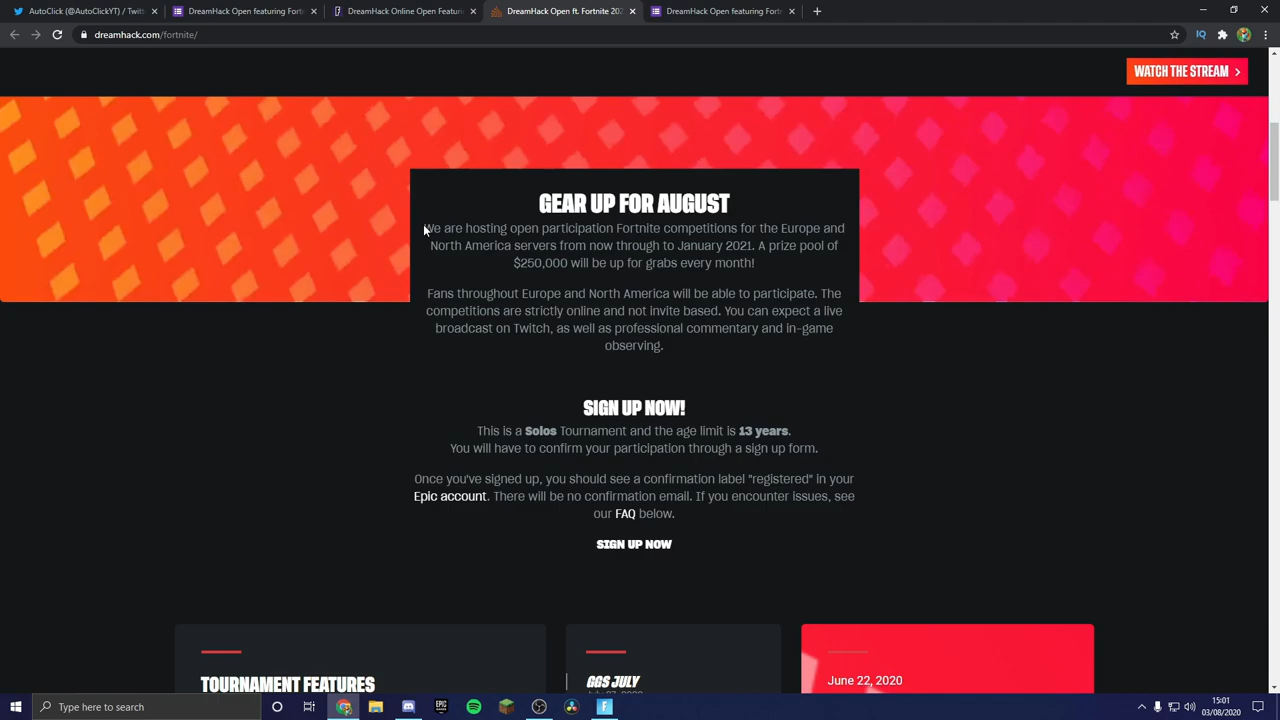 AutoClick (@AutoClickYT) / Twitt
DreamHack Open featuring Fortn
DreamHack Online Open Featuri
DreamHack Open ft. Fortnite 202
DreamHack Open featuring Fortn
dreamhack.com/fortnite/
WATCH THE STREAM
GEAR UP FOR AUGUST
We are hosting open participation Fortnite competitions for the Europe and
North America servers from now through to January 2021. A prize pool of
$250,000 will be up for grabs every month!
Fans throughout Europe and North America will be able to participate. The
competitions are strictly online and not invite based. You can expect a live
broadcast on Twitch, as well as professional commentary and in-game
observing.
SIGN UP NOW!
This is a Solos Tournament and the age limit is 13 years.
You will have to confirm your participation through a sign up form.
Once you've signed up, you should see a confirmation label "registered" in your
Epic account. There will be no confirmation email. If you encounter issues, see
our FAQ below.
SIGN UP NOW
TOURNAMENT FEATURES
GGS JULY
June 22, 2020
Type here to search
15:01
03/08/2020